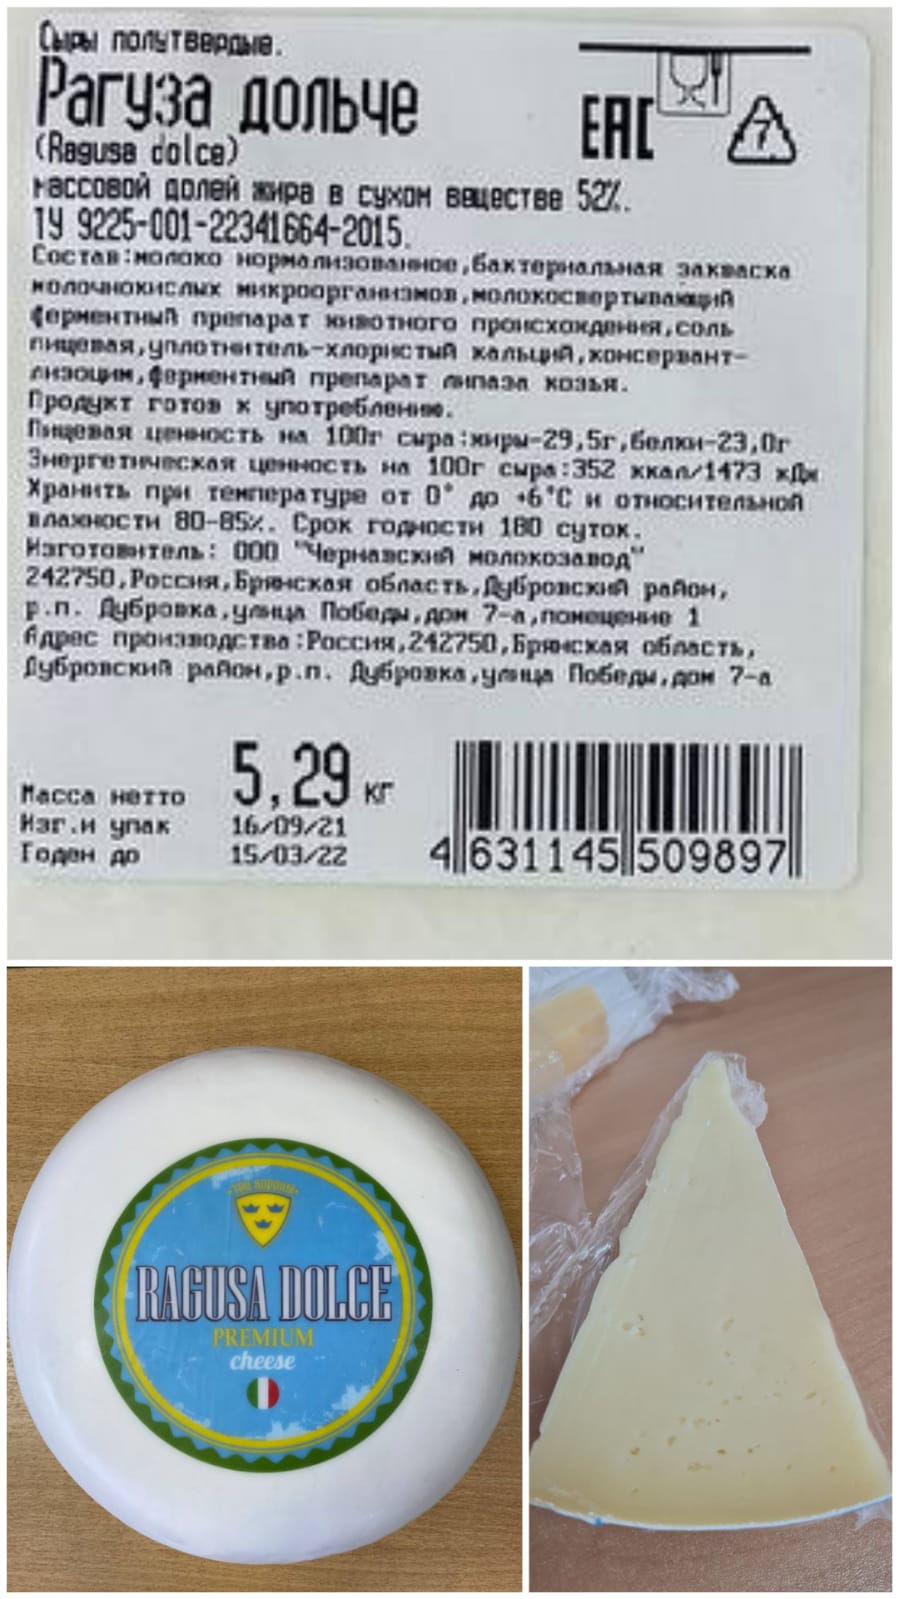 Сыры полутвердые.
Рагуза дольче
(Ragusa dolce)
массовой долей жира в сухом веществе 52%.
ТУ 9225-001-22341664-2015.
EAC
7
Состав:молоко нормализованное,бактериальная закваска
молочнокислых микроорганизмов,молокосвертывающий
ферментный препарат животного происхождения,соль
пищевая,уплотнитель-хлористый кальций,консервант-
лизоцим,ферментный препарат липаза козья.
Продукт готов к употреблению.
Пищевая ценность на 100г сыра:жиры-29,5г,белки-23,0г
Энергетическая ценность на 100г сыра:352 ккал/1473 кДж
Хранить при температуре от 0° до +6°С и относительной
влажности 80-85%. Срок годности 180 суток.
Изготовитель: ООО "Чернавский молокозавод"
242750,Россия,Брянская область,Дубровский район,
р.п. Дубровка,улица Победы,дом 7-а,помещение 1
Адрес производства:Россия,242750,Брянская область,
Дубровский район,р.п. Дубровка,улица Победы,дом 7-а
Масса нетто 5,29 кг
Изг.и упак 16/09/21
Годен до 15/03/22
4 631145 509897
ТРИ КОРОНЫ
RAGUSA DOLCE
PREMIUM
cheese